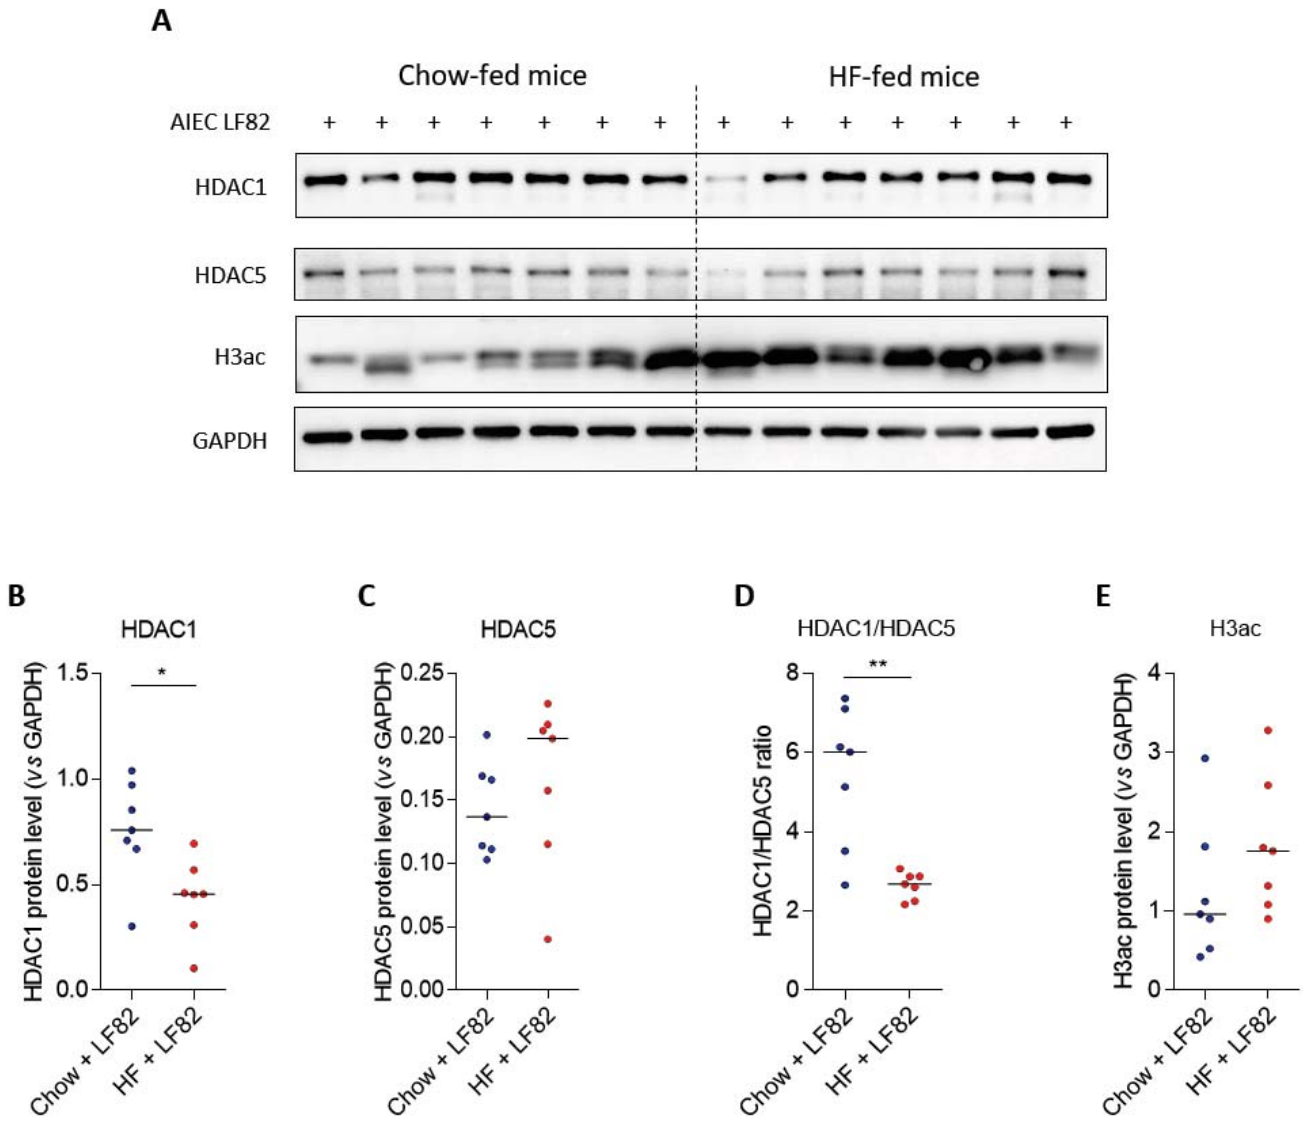 A
Chow-fed mice HF-fed mice
AIEC LF82 + + + + + + + + + + + + + +
HDAC1
HDAC5
H3ac
GAPDH
B
HDAC1
*
HDAC1 protein level (vs GAPDH)
1.5
1.0
0.5
0.0
Chow + LF82
HF + LF82
C
HDAC5
HDAC5 protein level (vs GAPDH)
0.25
0.20
0.15
0.10
0.05
0.00
Chow + LF82
HF + LF82
D
HDAC1/HDAC5
**
HDAC1/HDAC5 ratio
8
6
4
2
0
Chow + LF82
HF + LF82
E
H3ac
H3ac protein level (vs GAPDH)
4
3
2
1
0
Chow + LF82
HF + LF82